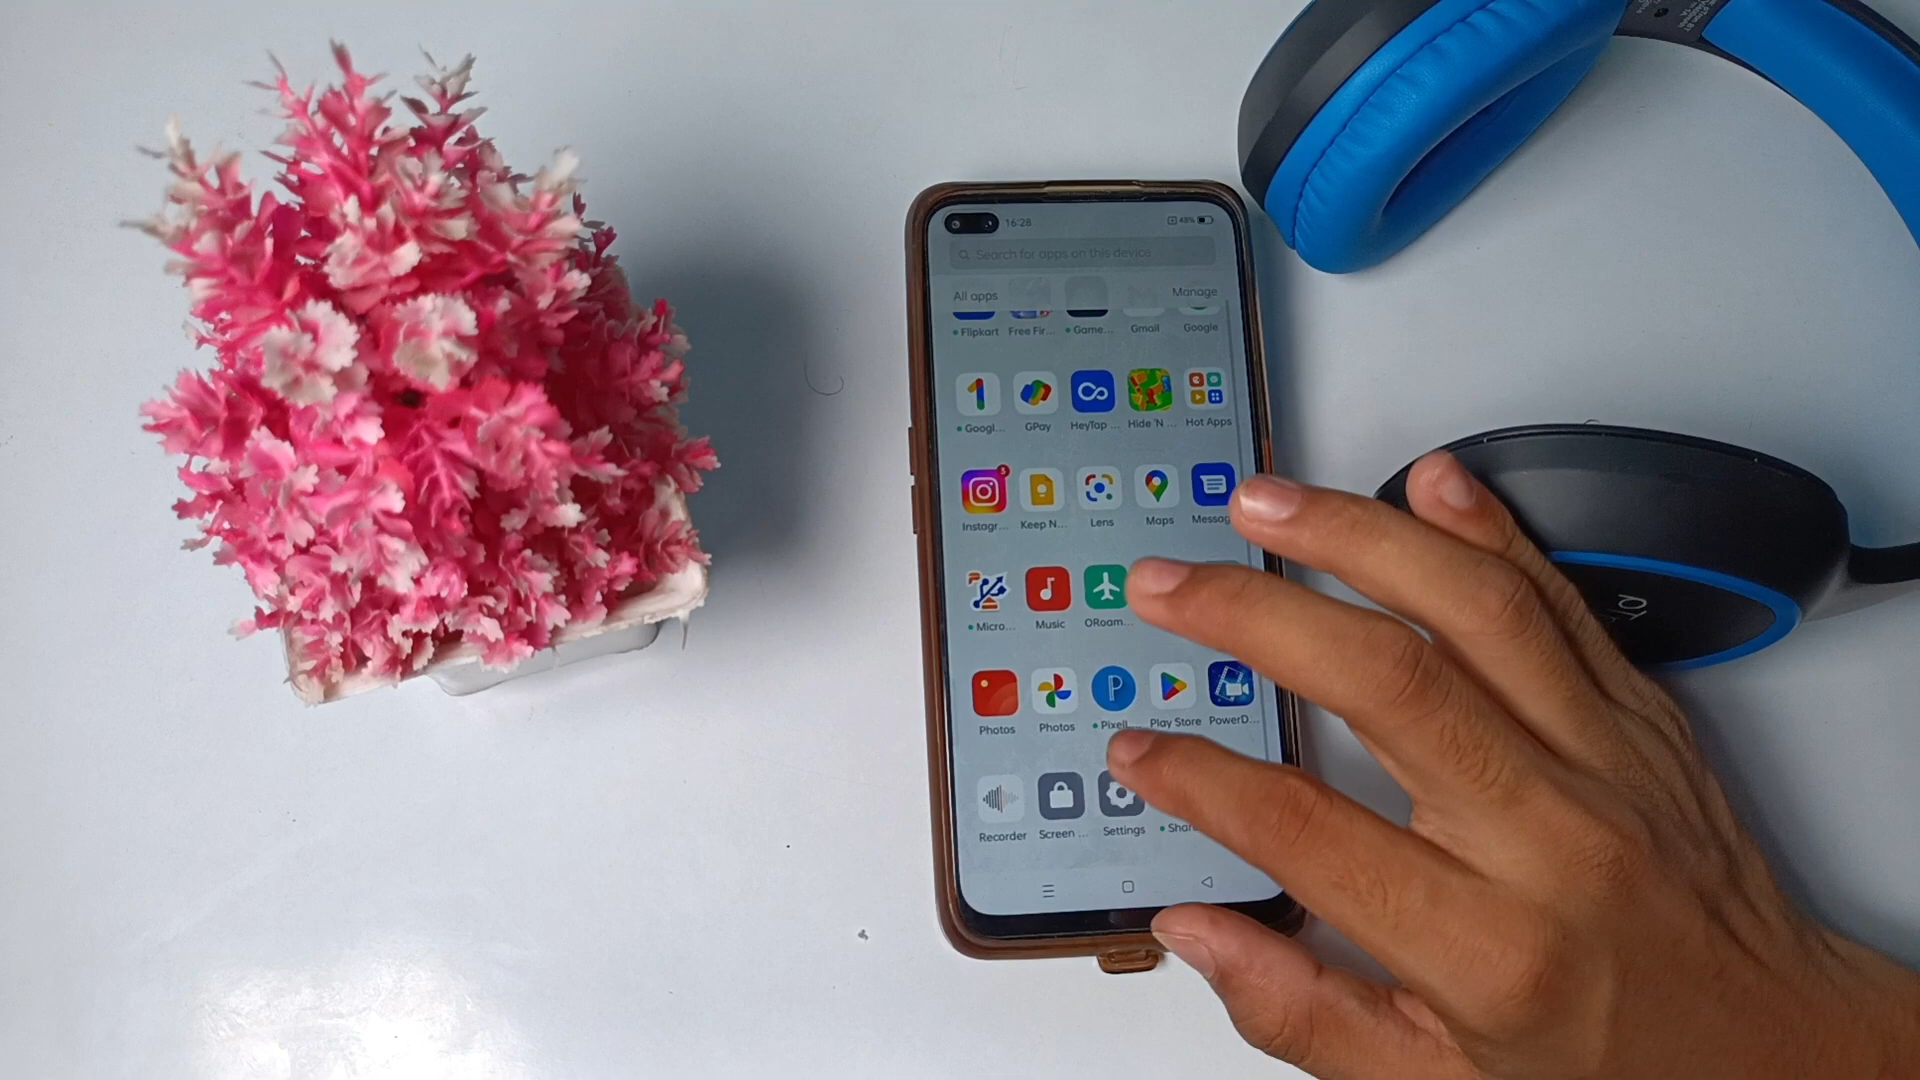 16:28 48%
Search for apps on this device
All apps Manage
Flipkart Free Fir... Game... Gmail Google
Googl... GPay HeyTap ... Hide 'N ... Hot Apps
Instagr... Keep N... Lens Maps Messag
Micro... Music ORoam...
Photos Photos PixelL... Play Store PowerD...
Recorder Screen ... Settings Shar